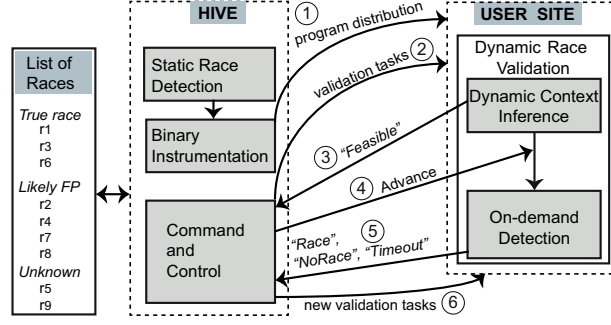 List of
Races
True race
r1
r3
r6
Likely FP
r2
r4
r7
r8
Unknown
r5
r9
HIVE
Static Race
Detection
Binary
Instrumentation
Command
and
Control
1
program distribution
validation tasks 2
3 “Feasible”
4 Advance
“Race”, 5
“NoRace”, “Timeout”
new validation tasks 6
USER SITE
Dynamic Race
Validation
Dynamic Context
Inference
On-demand
Detection